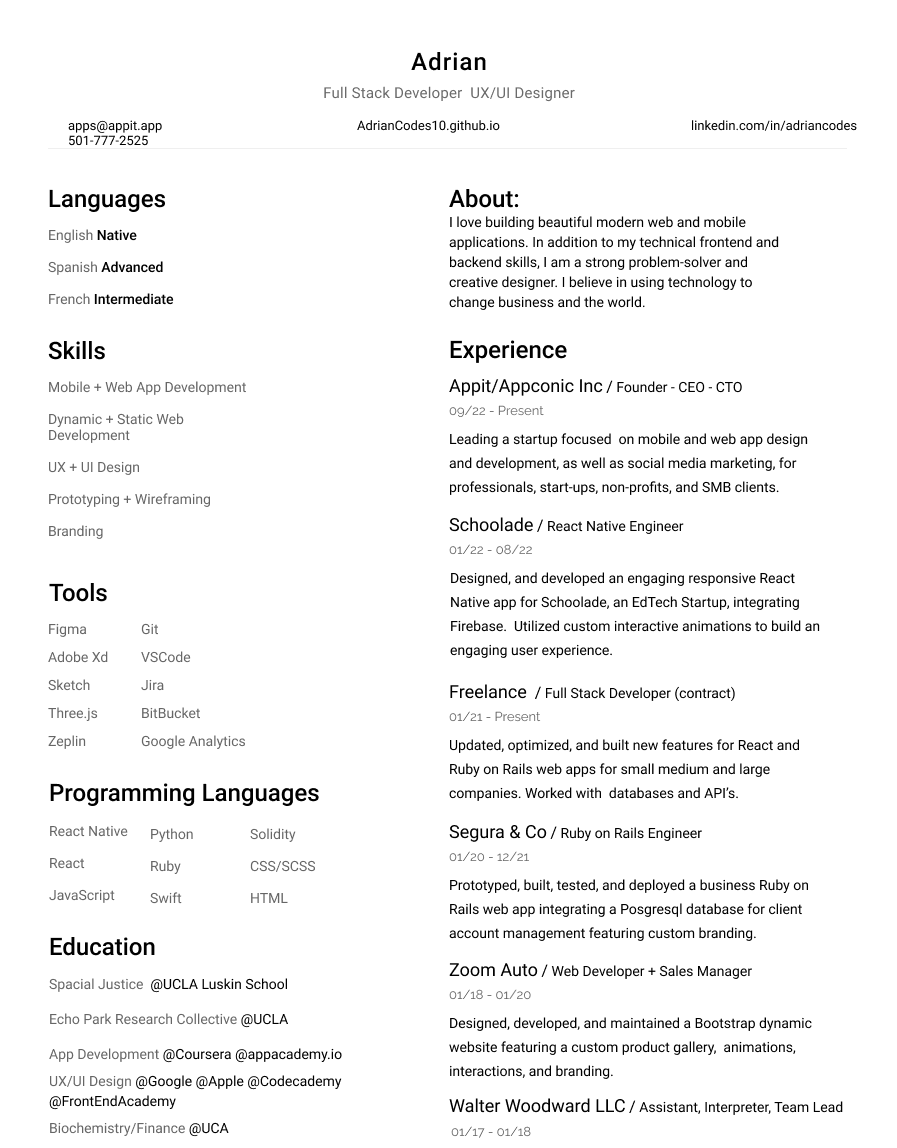 Adrian
Full Stack Developer  UX/UI Designer
apps@appit.app
501-777-2525
AdrianCodes10.github.io
linkedin.com/in/adriancodes
Languages
English Native
Spanish Advanced
French Intermediate
Skills
Mobile + Web App Development
Dynamic + Static Web
Development
UX + UI Design
Prototyping + Wireframing
Branding
Tools
Figma Git
Adobe Xd VSCode
Sketch Jira
Three.js BitBucket
Zeplin Google Analytics
Programming Languages
React Native Python Solidity
React Ruby CSS/SCSS
JavaScript Swift HTML
Education
Spacial Justice  @UCLA Luskin School
Echo Park Research Collective @UCLA
App Development @Coursera @appacademy.io
UX/UI Design @Google @Apple @Codecademy
@FrontEndAcademy
Biochemistry/Finance @UCA
About:
I love building beautiful modern web and mobile
applications. In addition to my technical frontend and
backend skills, I am a strong problem-solver and
creative designer. I believe in using technology to
change business and the world.
Experience
Appit/Appconic Inc / Founder - CEO - CTO
09/22 - Present
Leading a startup focused  on mobile and web app design
and development, as well as social media marketing, for
professionals, start-ups, non-profits, and SMB clients.
Schoolade / React Native Engineer
01/22 - 08/22
Designed, and developed an engaging responsive React
Native app for Schoolade, an EdTech Startup, integrating
Firebase.  Utilized custom interactive animations to build an
engaging user experience.
Freelance  / Full Stack Developer (contract)
01/21 - Present
Updated, optimized, and built new features for React and
Ruby on Rails web apps for small medium and large
companies. Worked with  databases and API’s.
Segura & Co / Ruby on Rails Engineer
01/20 - 12/21
Prototyped, built, tested, and deployed a business Ruby on
Rails web app integrating a Posgresql database for client
account management featuring custom branding.
Zoom Auto / Web Developer + Sales Manager
01/18 - 01/20
Designed, developed, and maintained a Bootstrap dynamic
website featuring a custom product gallery,  animations,
interactions, and branding.
Walter Woodward LLC / Assistant, Interpreter, Team Lead
01/17 - 01/18